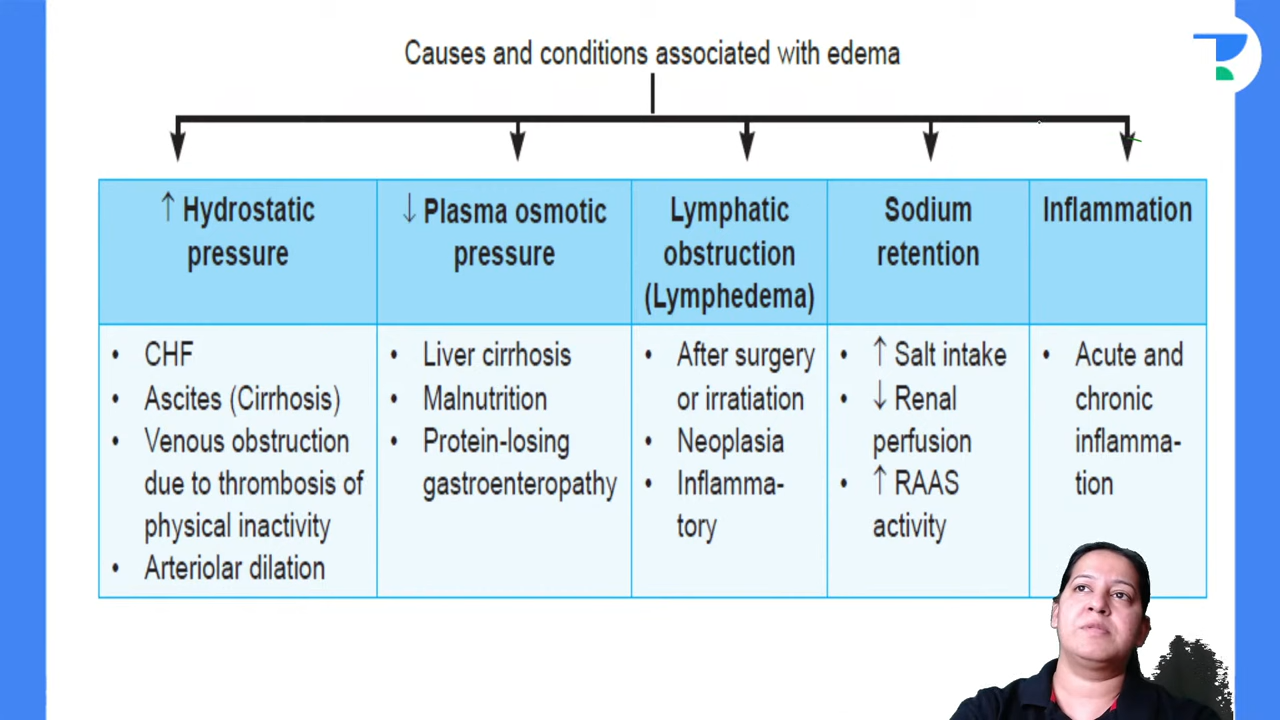 Causes and conditions associated with edema
↑ Hydrostatic
pressure
↓ Plasma osmotic
pressure
Lymphatic
obstruction
(Lymphedema)
Sodium
retention
Inflammation
• CHF
• Ascites (Cirrhosis)
• Venous obstruction
due to thrombosis of
physical inactivity
• Arteriolar dilation
• Liver cirrhosis
• Malnutrition
• Protein-losing
gastroenteropathy
• After surgery
or irratiation
• Neoplasia
• Inflamma-
tory
• ↑ Salt intake
• ↓ Renal
perfusion
• ↑ RAAS
activity
• Acute and
chronic
inflamma-
tion